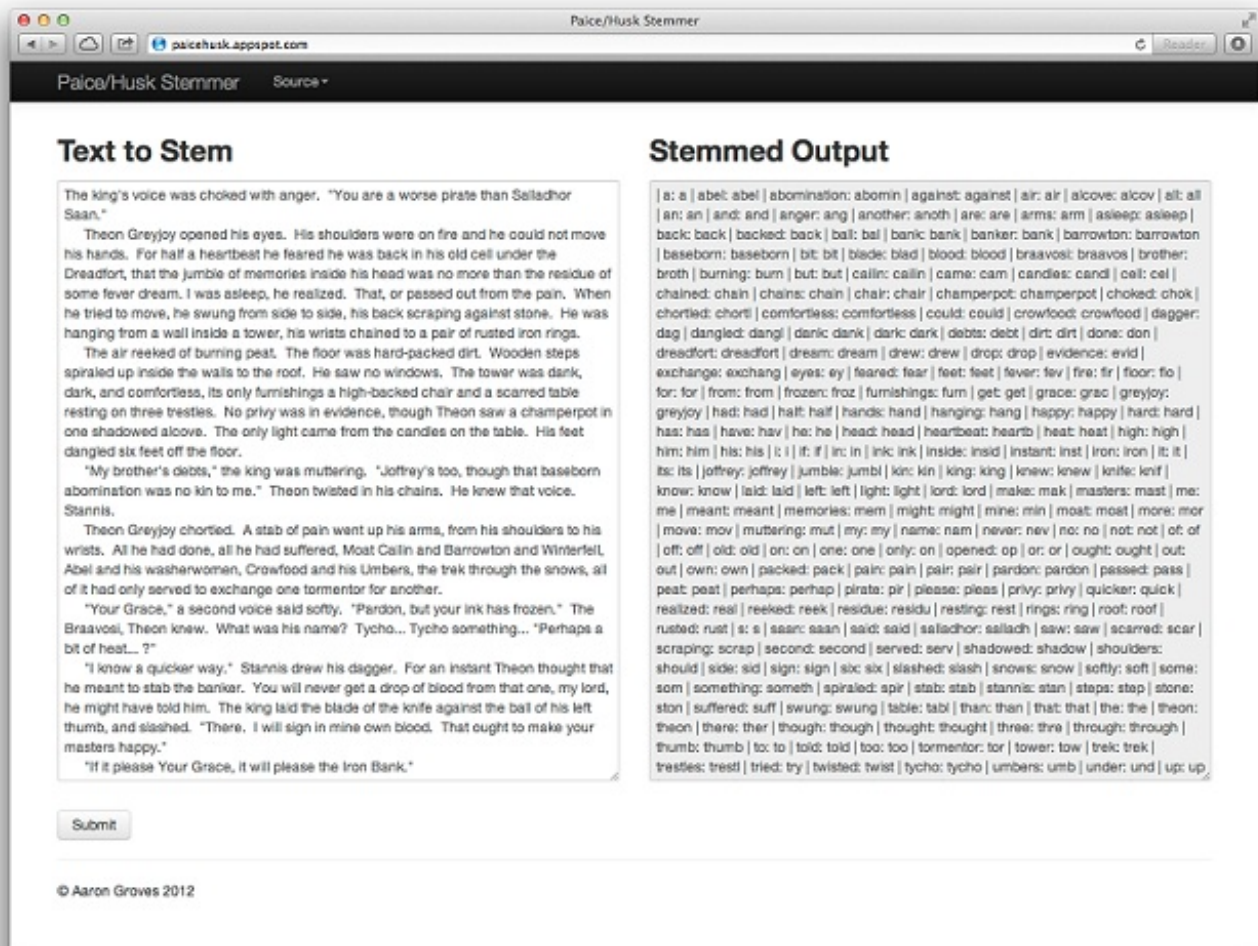 Paice/Husk Stemmer
paicehusk.appspot.com
Reader
Paice/Husk Stemmer
Source
Text to Stem
The king's voice was choked with anger. "You are a worse pirate than Salladhor
Saan."
Theon Greyjoy opened his eyes. His shoulders were on fire and he could not move
his hands. For half a heartbeat he feared he was back in his old cell under the
Dreadfort, that the jumble of memories inside his head was no more than the residue of
some fever dream. I was asleep, he realized. That, or passed out from the pain. When
he tried to move, he swung from side to side, his back scraping against stone. He was
hanging from a wall inside a tower, his wrists chained to a pair of rusted iron rings.
The air reeked of burning peat. The floor was hard-packed dirt. Wooden steps
spiraled up inside the walls to the roof. He saw no windows. The tower was dank,
dark, and comfortless, its only furnishings a high-backed chair and a scarred table
resting on three trestles. No privy was in evidence, though Theon saw a champerpot in
one shadowed alcove. The only light came from the candles on the table. His feet
dangled six feet off the floor.
"My brother's debts," the king was muttering. "Joffrey's too, though that baseborn
abomination was no kin to me." Theon twisted in his chains. He knew that voice.
Stannis.
Theon Greyjoy chortled. A stab of pain went up his arms, from his shoulders to his
wrists. All he had done, all he had suffered, Moat Cailin and Barrowton and Winterfell,
Abel and his washerwomen, Crowfood and his Umbers, the trek through the snows, all
of it had only served to exchange one tormentor for another.
"Your Grace," a second voice said softly. "Pardon, but your ink has frozen." The
Braavosi, Theon knew. What was his name? Tycho... Tycho something... "Perhaps a
bit of heat... ?"
"I know a quicker way." Stannis drew his dagger. For an instant Theon thought that
he meant to stab the banker. You will never get a drop of blood from that one, my lord,
he might have told him. The king laid the blade of the knife against the ball of his left
thumb, and slashed. "There. I will sign in mine own blood. That ought to make your
masters happy."
"If it please Your Grace, it will please the Iron Bank."
Submit
Stemmed Output
| a: a | abel: abel | abomination: abomin | against: against | air: air | alcove: alcov | all: all
| an: an | and: and | anger: ang | another: anoth | are: are | arms: arm | asleep: asleep |
back: back | backed: back | ball: bal | bank: bank | banker: bank | barrowton: barrowton
| baseborn: baseborn | bit: bit | blade: blad | blood: blood | braavosi: braavos | brother:
broth | burning: burn | but: but | cailin: cailin | came: cam | candles: candl | cell: cel |
chained: chain | chains: chain | chair: chair | champerpot: champerpot | choked: chok |
chortled: chortl | comfortless: comfortless | could: could | crowfood: crowfood | dagger:
dag | dangled: dangl | dank: dank | dark: dark | debts: debt | dirt: dirt | done: don |
dreadfort: dreadfort | dream: dream | drew: drew | drop: drop | evidence: evid |
exchange: exchang | eyes: ey | feared: fear | feet: feet | fever: fev | fire: fir | floor: flo |
for: for | from: from | frozen: froz | furnishings: furn | get: get | grace: grac | greyjoy:
greyjoy | had: had | half: half | hands: hand | hanging: hang | happy: happy | hard: hard |
has: has | have: hav | he: he | head: head | heartbeat: heartb | heat: heat | high: high |
him: him | his: his | i: i | if: if | in: in | ink: ink | inside: insid | instant: inst | iron: iron | it: it |
its: its | joffrey: joffrey | jumble: jumbl | kin: kin | king: king | knew: knew | knife: knif |
know: know | laid: laid | left: left | light: light | lord: lord | make: mak | masters: mast | me:
me | meant: meant | memories: mem | might: might | mine: min | moat: moat | more: mor
| move: mov | muttering: mut | my: my | name: nam | never: nev | no: no | not: not | of: of
| off: off | old: old | on: on | one: one | only: on | opened: op | or: or | ought: ought | out:
out | own: own | packed: pack | pain: pain | pair: pair | pardon: pardon | passed: pass |
peat: peat | perhaps: perhap | pirate: pir | please: pleas | privy: privy | quicker: quick |
realized: real | reeked: reek | residue: residu | resting: rest | rings: ring | roof: roof |
rusted: rust | s: s | saan: saan | said: said | salladhor: salladh | saw: saw | scarred: scar |
scraping: scrap | second: second | served: serv | shadowed: shadow | shoulders:
should | side: sid | sign: sign | six: six | slashed: slash | snows: snow | softly: soft | some:
som | something: someth | spiraled: spir | stab: stab | stannis: stan | steps: step | stone:
ston | suffered: suff | swung: swung | table: tabl | than: than | that: that | the: the | theon:
theon | there: ther | though: though | thought: thought | three: thre | through: through |
thumb: thumb | to: to | told: told | too: too | tormentor: tor | tower: tow | trek: trek |
trestles: trestl | tried: try | twisted: twist | tycho: tycho | umbers: umb | under: und | up: up
© Aaron Groves 2012